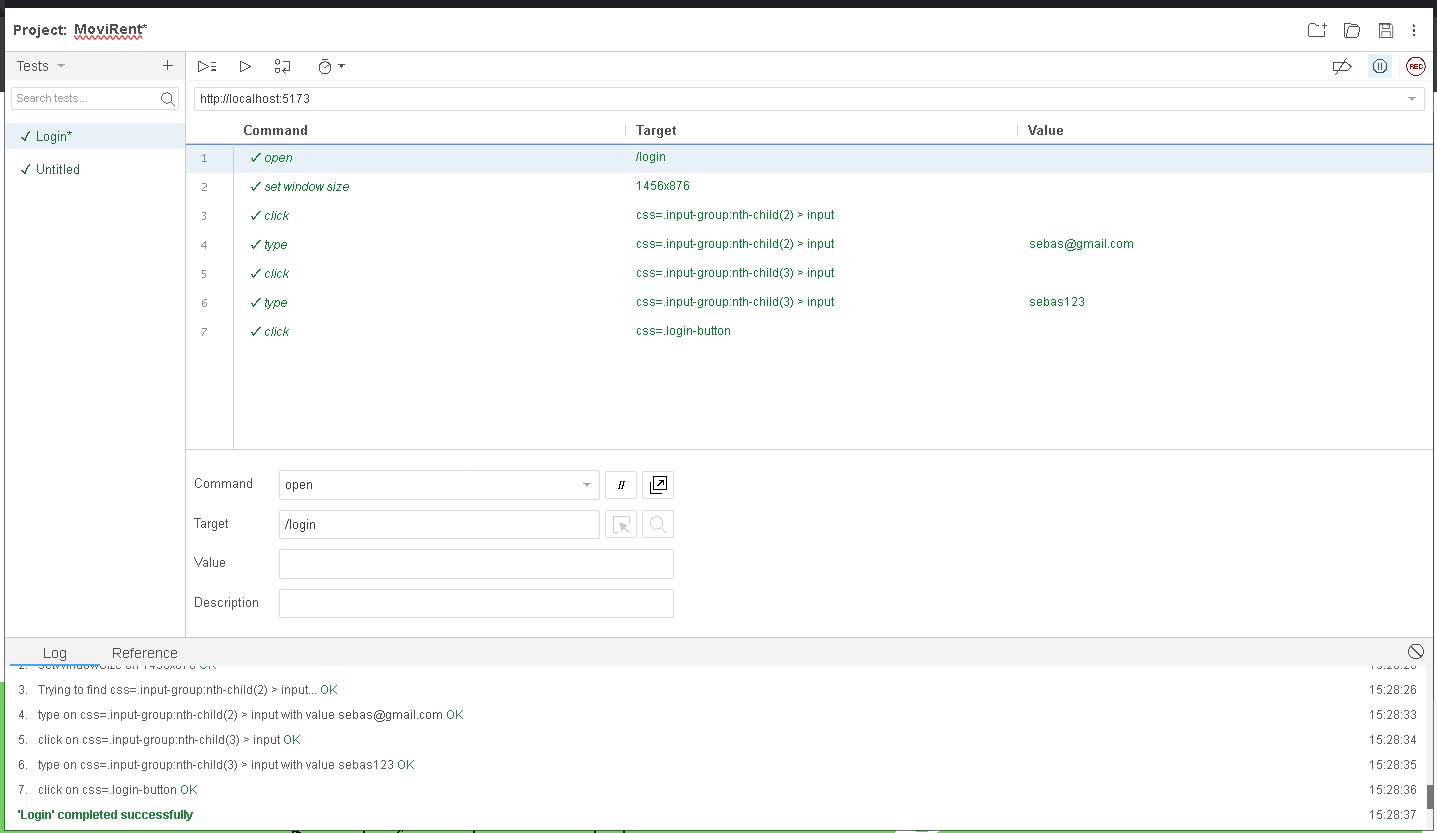 Project: MoviRent*
Tests
Search tests...
Login*
Untitled
REC
http://localhost:5173
Command Target Value
1 ✓ open /login
2 ✓ set window size 1456x876
3 ✓ click css=.input-group:nth-child(2) > input
4 ✓ type css=.input-group:nth-child(2) > input sebas@gmail.com
5 ✓ click css=.input-group:nth-child(3) > input
6 ✓ type css=.input-group:nth-child(3) > input sebas123
7 ✓ click css=.login-button
Command open //
Target /login
Value
Description
Log Reference
3. Trying to find css=.input-group:nth-child(2) > input... OK 15:28:26
4. type on css=.input-group:nth-child(2) > input with value sebas@gmail.com OK 15:28:33
5. click on css=.input-group:nth-child(3) > input OK 15:28:34
6. type on css=.input-group:nth-child(3) > input with value sebas123 OK 15:28:35
7. click on css=.login-button OK 15:28:36
'Login' completed successfully 15:28:37